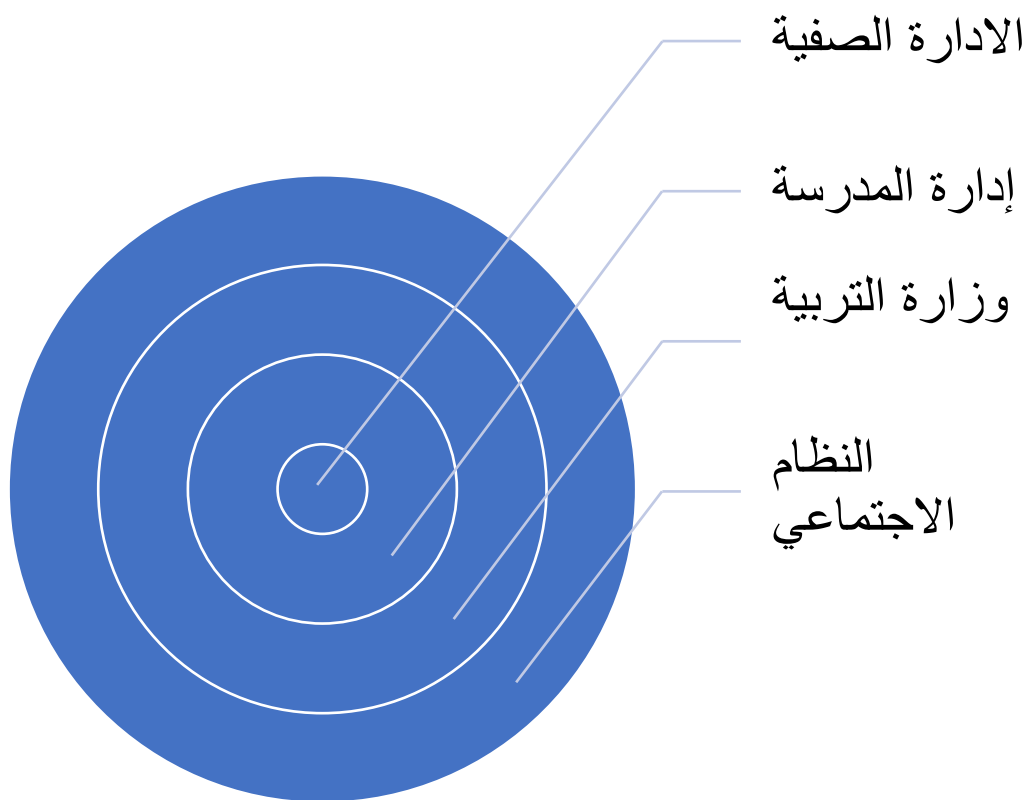 الادارة الصفية
إدارة المدرسة
وزارة التربية
النظام
الاجتماعي